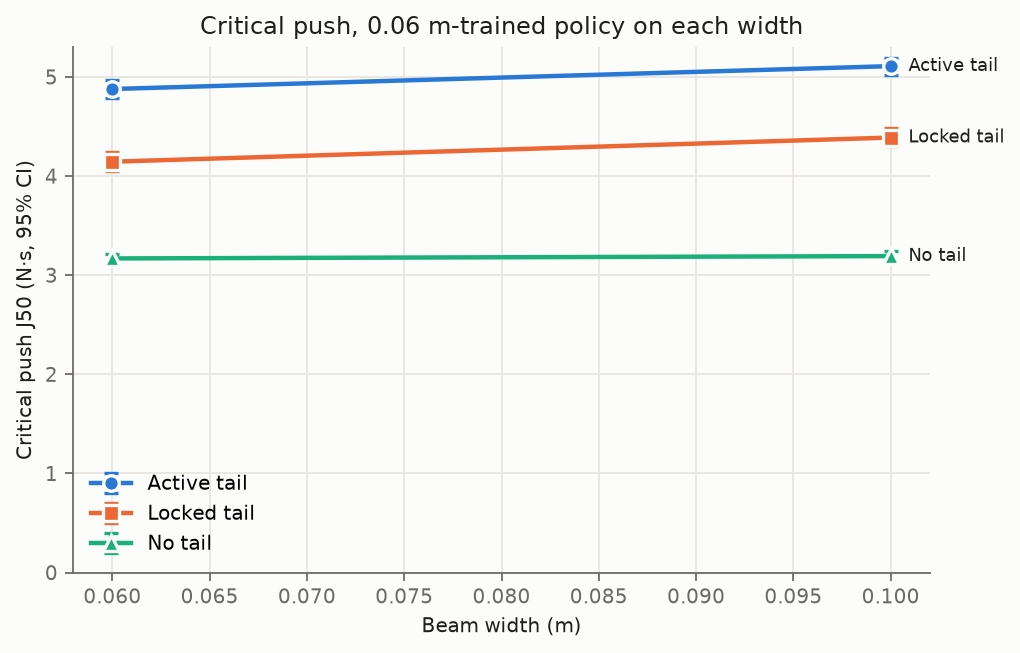 Critical push, 0.06 m-trained policy on each width
Critical push J50 (N·s, 95% CI)
5
4
3
2
1
0
Active tail
Locked tail
No tail
Active tail
Locked tail
No tail
0.060 0.065 0.070 0.075 0.080 0.085 0.090 0.095 0.100
Beam width (m)